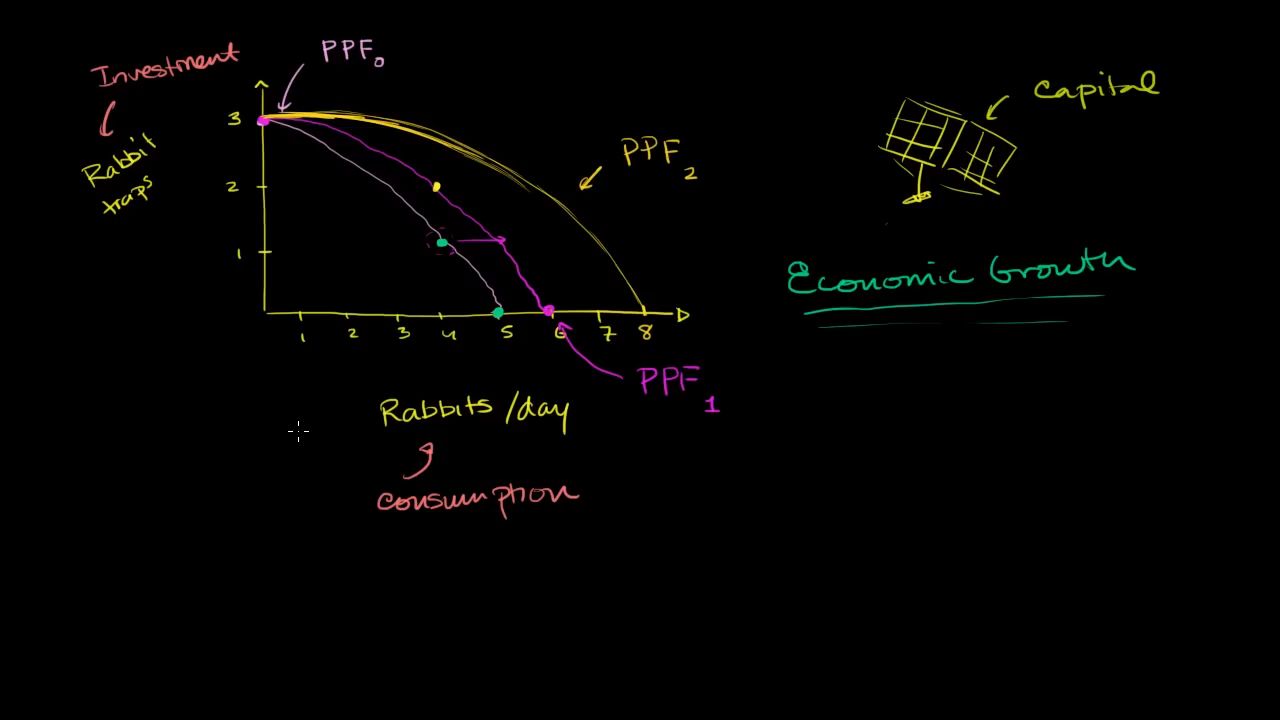 PPF0
Investment
Capital
3
Rabbit
traps
PPF2
2
1
Economic Growth
1 2 3 4 5 6 7 8
PPF1
Rabbits/day
consumption